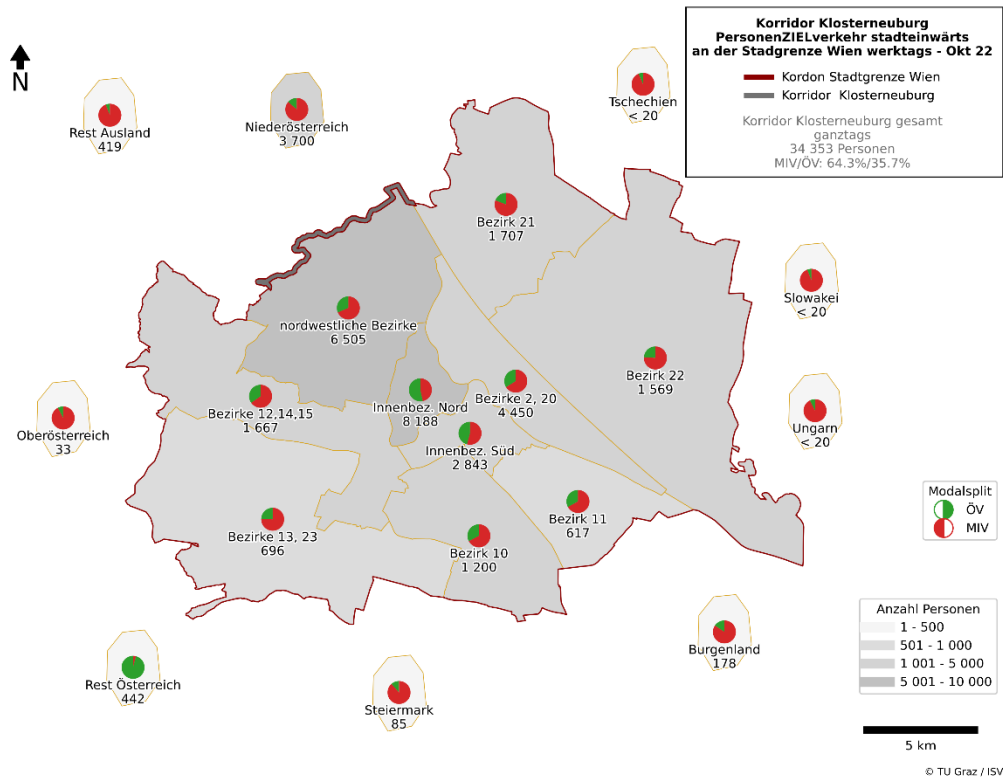 Korridor Klosterneuburg
PersonenZIELverkehr stadteinwärts
an der Stadgrenze Wien werktags - Okt 22
Kordon Stadtgrenze Wien
Korridor Klosterneuburg
Korridor Klosterneuburg gesamt
ganztags
34 353 Personen
MIV/ÖV: 64.3%/35.7%
N
Rest Ausland
419
Niederösterreich
3 700
Tschechien
< 20
Bezirk 21
1 707
Slowakei
< 20
nordwestliche Bezirke
6 505
Bezirk 22
1 569
Bezirke 12,14,15
1 667
Innenbez. Nord
8 188
Bezirke 2, 20
4 450
Oberösterreich
33
Ungarn
< 20
Innenbez. Süd
2 843
Modalsplit
ÖV
MIV
Bezirk 11
617
Bezirke 13, 23
696
Bezirk 10
1 200
Anzahl Personen
1 - 500
501 - 1 000
1 001 - 5 000
5 001 - 10 000
Burgenland
178
Rest Österreich
442
Steiermark
85
5 km
© TU Graz / ISV